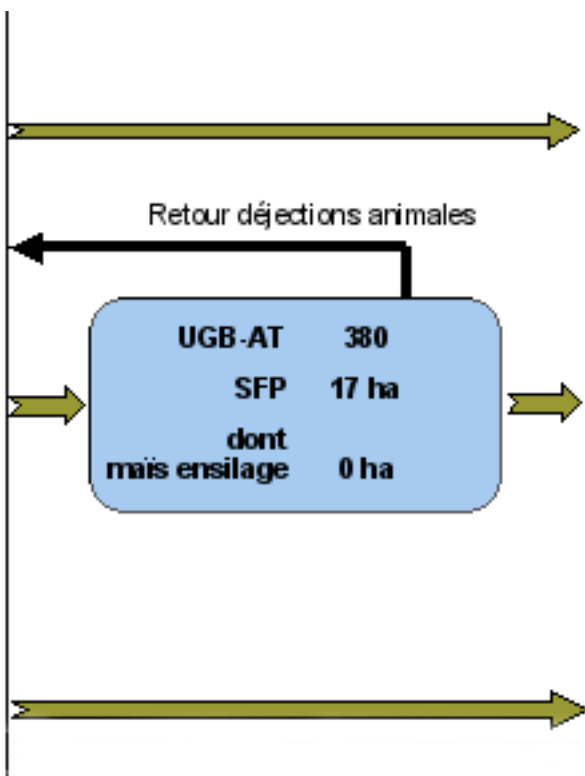 Retour déjections animales
UGB-AT 380
SFP 17 ha
dont
maïs ensilage 0 ha